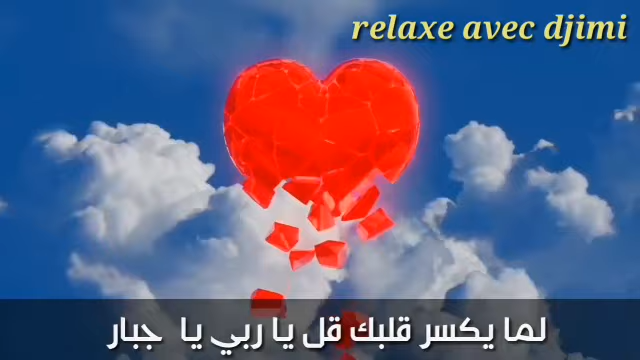 relaxe avec djimi
لما يكسر قلبك قل يا ربي يا جبار